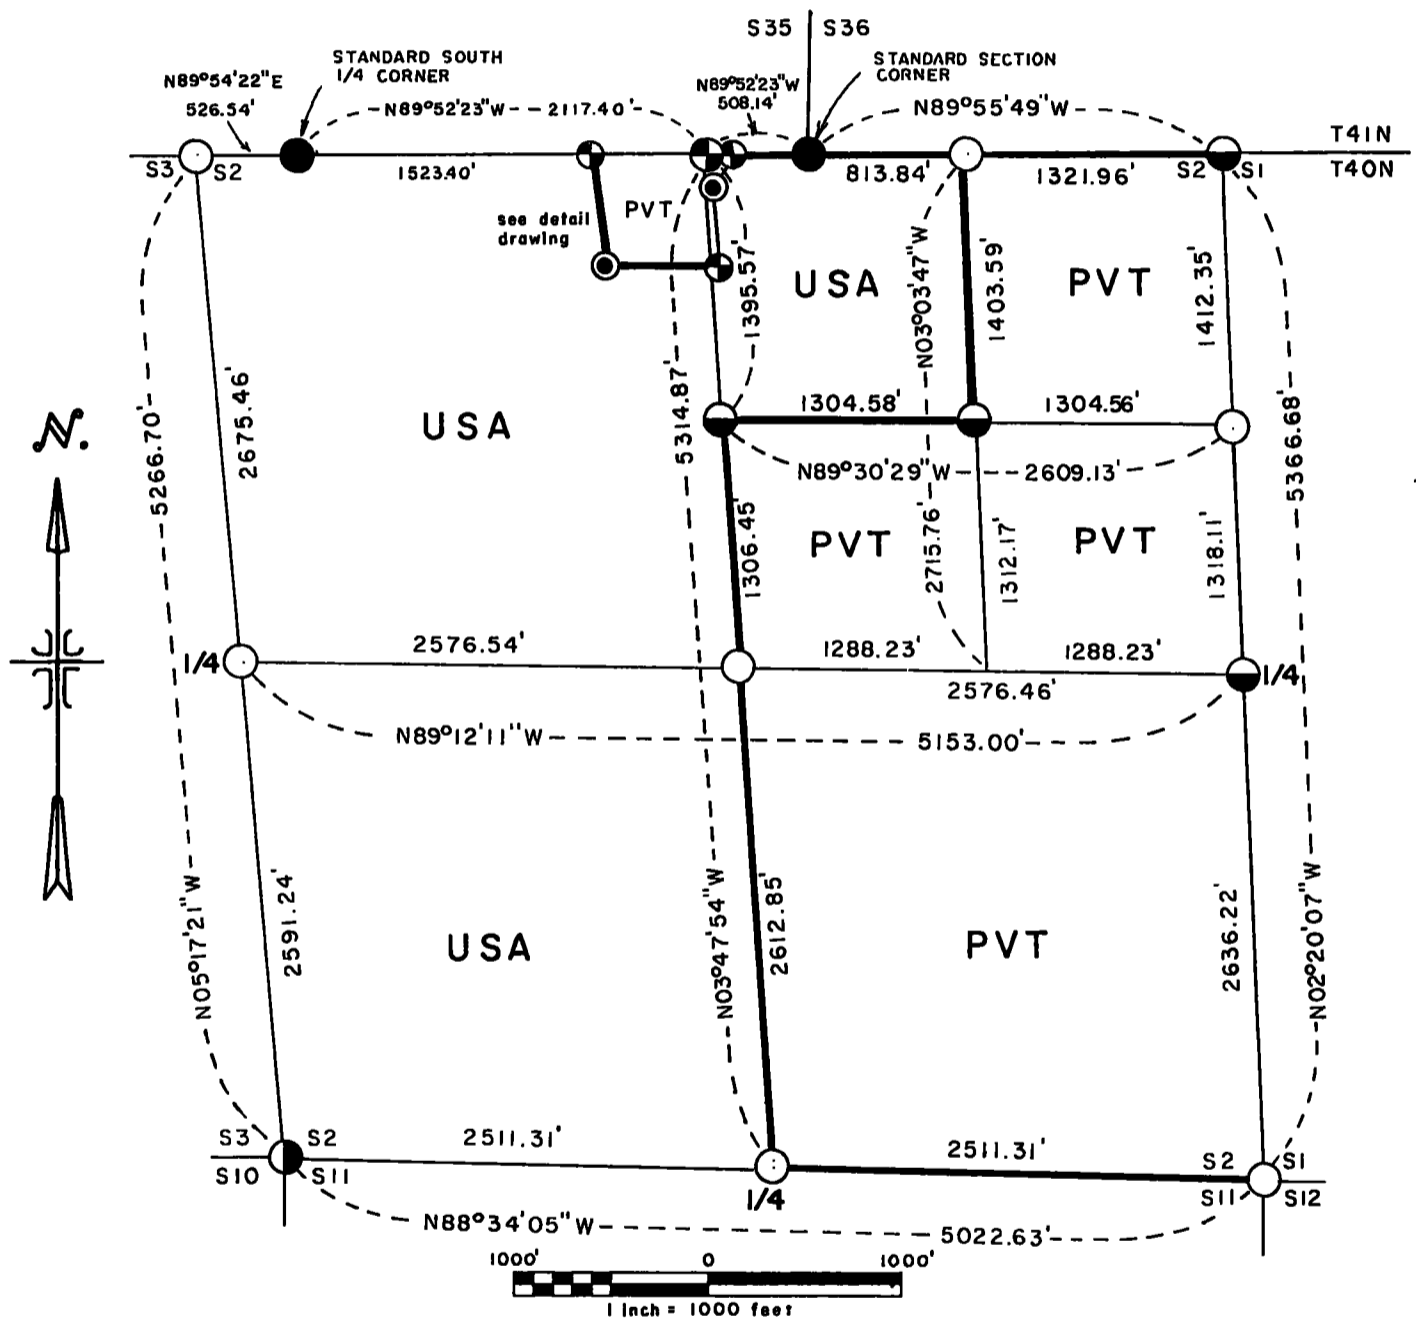 S35 S36
STANDARD SOUTH
1/4 CORNER
STANDARD SECTION
CORNER
N89°54'22"E
526.54'
N89°52'23"W 2117.40'
N89°52'23"W
508.14'
N89°55'49"W
T41N
T40N
S3 S2
1523.40'
813.84'
1321.96'
S2 S1
see detail
drawing
PVT
1395.57'
USA
N03°03'47"W
1403.59'
PVT
1412.35'
N.
5266.70'
2675.46'
USA
5314.87'
1304.58'
1304.56'
5366.68'
N89°30'29"W 2609.13'
1306.45'
PVT
2715.76'
1312.17'
PVT
1318.11'
1/4
2576.54'
1288.23'
1288.23'
1/4
2576.46'
N89°12'11"W
5153.00'
N05°17'21"W
2591.24'
USA
N03°47'54"W
2612.85'
PVT
2636.22'
N02°20'07"W
S3 S2
S10 S11
2511.31'
1/4
2511.31'
S2 S1
S11 S12
N88°34'05"W
5022.63'
1000' 0 1000'
1 Inch = 1000 feet